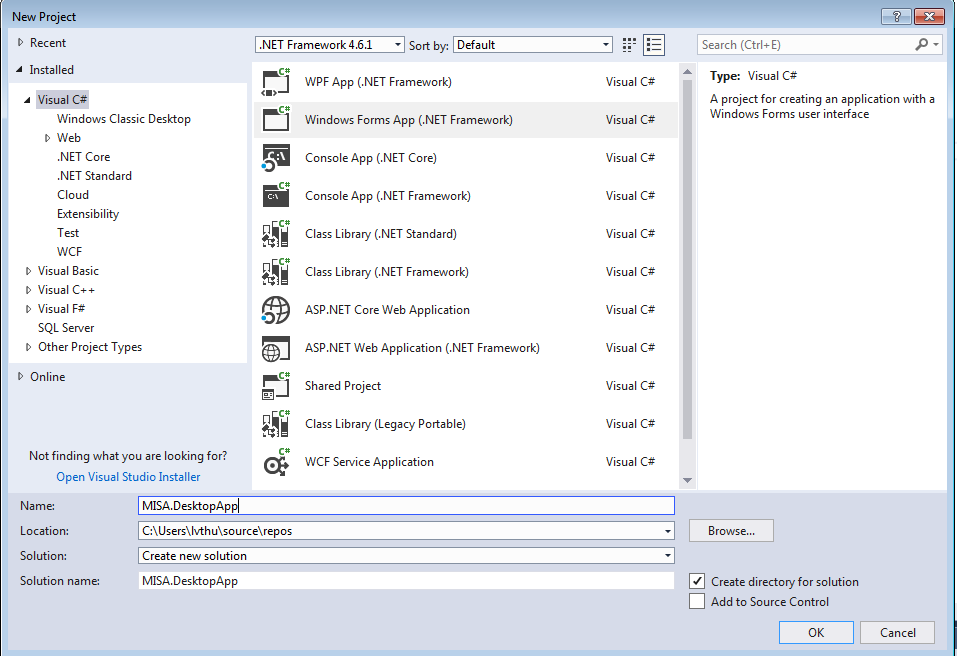 New Project
?
Recent
.NET Framework 4.6.1
Sort by:
Default
Search (Ctrl+E)
Installed
Visual C#
Windows Classic Desktop
Web
.NET Core
.NET Standard
Cloud
Extensibility
Test
WCF
Visual Basic
Visual C++
Visual F#
SQL Server
Other Project Types
Online
Not finding what you are looking for?
Open Visual Studio Installer
C# WPF App (.NET Framework) Visual C#
C# Windows Forms App (.NET Framework) Visual C#
C:\ C# Console App (.NET Core) Visual C#
C:\ C# Console App (.NET Framework) Visual C#
C# Class Library (.NET Standard) Visual C#
C# Class Library (.NET Framework) Visual C#
C# ASP.NET Core Web Application Visual C#
C# ASP.NET Web Application (.NET Framework) Visual C#
C# Shared Project Visual C#
C# Class Library (Legacy Portable) Visual C#
C# WCF Service Application Visual C#
Type: Visual C#
A project for creating an application with a
Windows Forms user interface
Name: MISA.DesktopApp
Location: C:\Users\lvthu\source\repos
Browse...
Solution: Create new solution
Solution name: MISA.DesktopApp
Create directory for solution
Add to Source Control
OK
Cancel